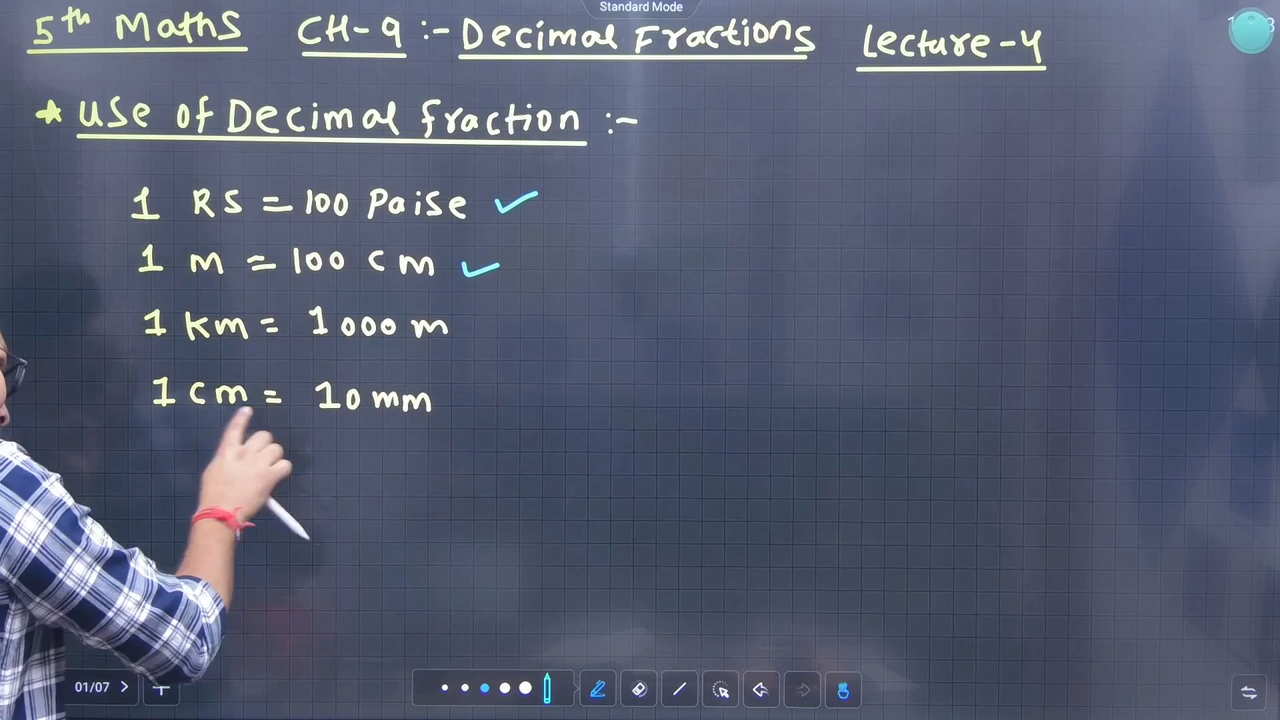 Standard Mode
5th Maths CH-9 :- Decimal Fractions Lecture-4
* Use of Decimal fraction :-
1 RS = 100 Paise ✓
1 m = 100 cm ✓
1 km = 1000 m
1 cm = 10 mm
01/07